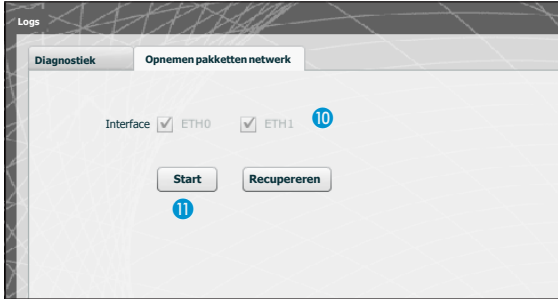 Logs
Diagnostiek Opnemen pakketten netwerk
Interface ETH0 ETH1 10
Start Recupereren
11